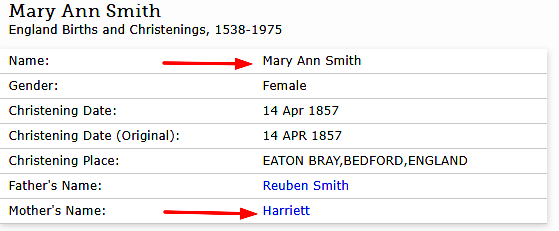 Mary Ann Smith
England Births and Christenings, 1538-1975
Name: Mary Ann Smith
Gender: Female
Christening Date: 14 Apr 1857
Christening Date (Original): 14 APR 1857
Christening Place: EATON BRAY,BEDFORD,ENGLAND
Father's Name: Reuben Smith
Mother's Name: Harriett